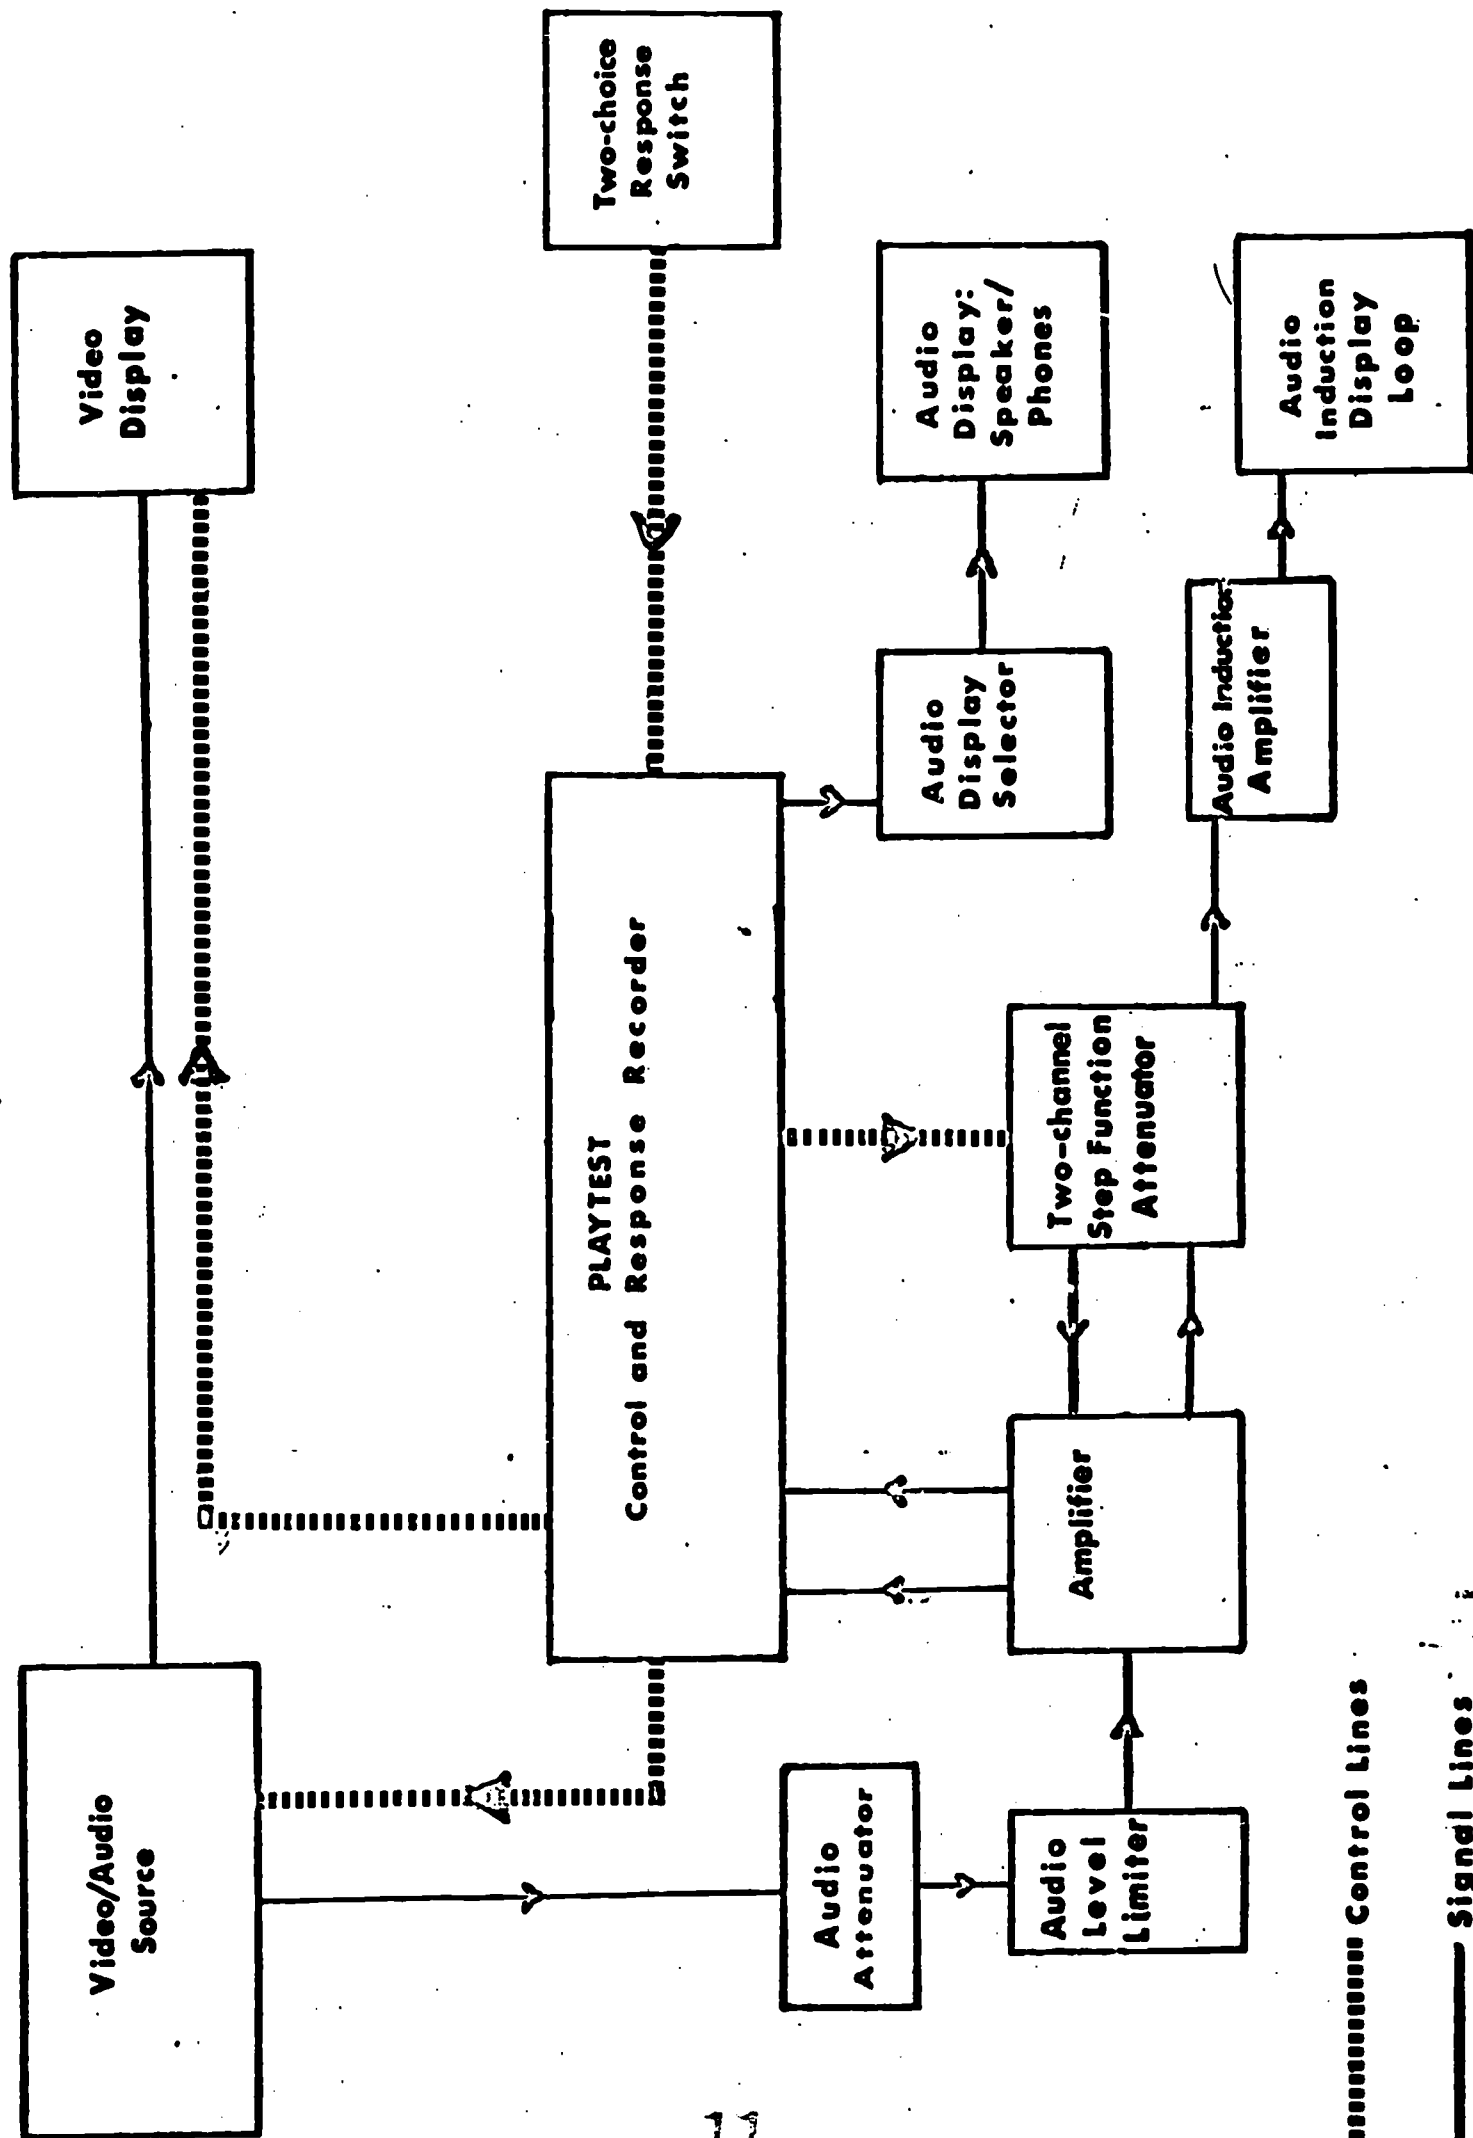 Video/Audio
Source
Video
Display
Two-choice
Response
Switch
PLAYTEST
Control and Response Recorder
Audio
Attenuator
Audio
Level
Limiter
Amplifier
Two-channel
Step Function
Attenuator
Audio
Display
Selector
Audio
Display:
Speaker/
Phones
Audio Induction
Amplifier
Audio
Induction
Display
Loop
Control Lines
Signal Lines